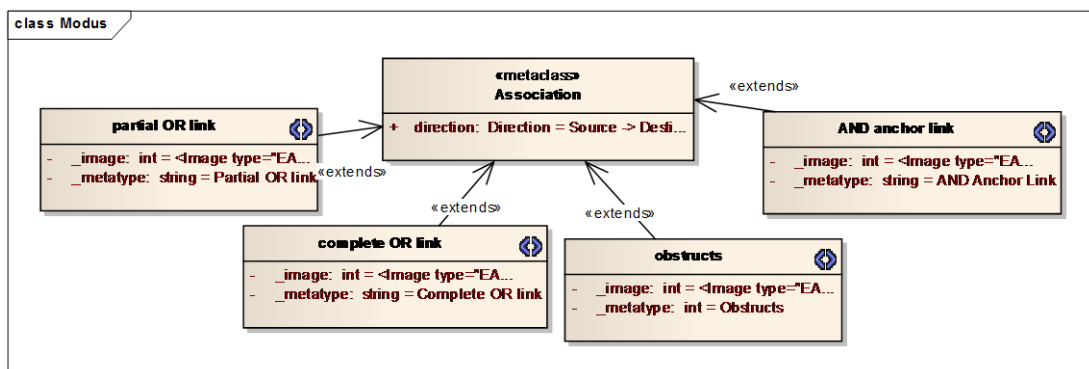 class Modus
«metaclass»
Association
+ direction: Direction = Source -> Desti...
«extends»
partial OR link
- _image: int = <Image type="EA...
- _metatype: string = Partial OR link
«extends»
AND anchor link
- _image: int = <Image type="EA...
- _metatype: string = AND Anchor Link
«extends»
«extends»
complete OR link
- _image: int = <Image type="EA...
- _metatype: string = Complete OR link
obstructs
- _image: int = <Image type="EA...
- _metatype: int = Obstructs